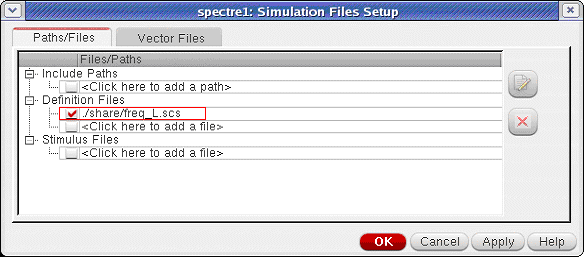 spectre1: Simulation Files Setup
Paths/Files
Vector Files
Files/Paths
Include Paths
<Click here to add a path>
Definition Files
./share/freq_L.scs
<Click here to add a file>
Stimulus Files
<Click here to add a file>
OK
Cancel
Apply
Help